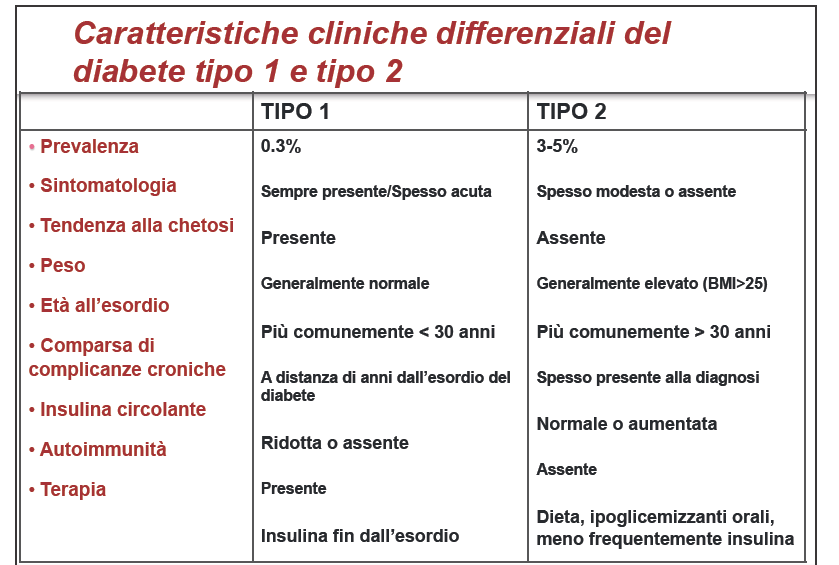 Caratteristiche cliniche differenziali del
diabete tipo 1 e tipo 2
TIPO 1
TIPO 2
• Prevalenza
0.3%
3-5%
• Sintomatologia
Sempre presente/Spesso acuta
Spesso modesta o assente
• Tendenza alla chetosi
Presente
Assente
• Peso
Generalmente normale
Generalmente elevato (BMI>25)
• Età all’esordio
Più comunemente < 30 anni
Più comunemente > 30 anni
• Comparsa di
complicanze croniche
A distanza di anni dall’esordio del
diabete
Spesso presente alla diagnosi
• Insulina circolante
Ridotta o assente
Normale o aumentata
• Autoimmunità
Presente
Assente
• Terapia
Insulina fin dall’esordio
Dieta, ipoglicemizzanti orali,
meno frequentemente insulina